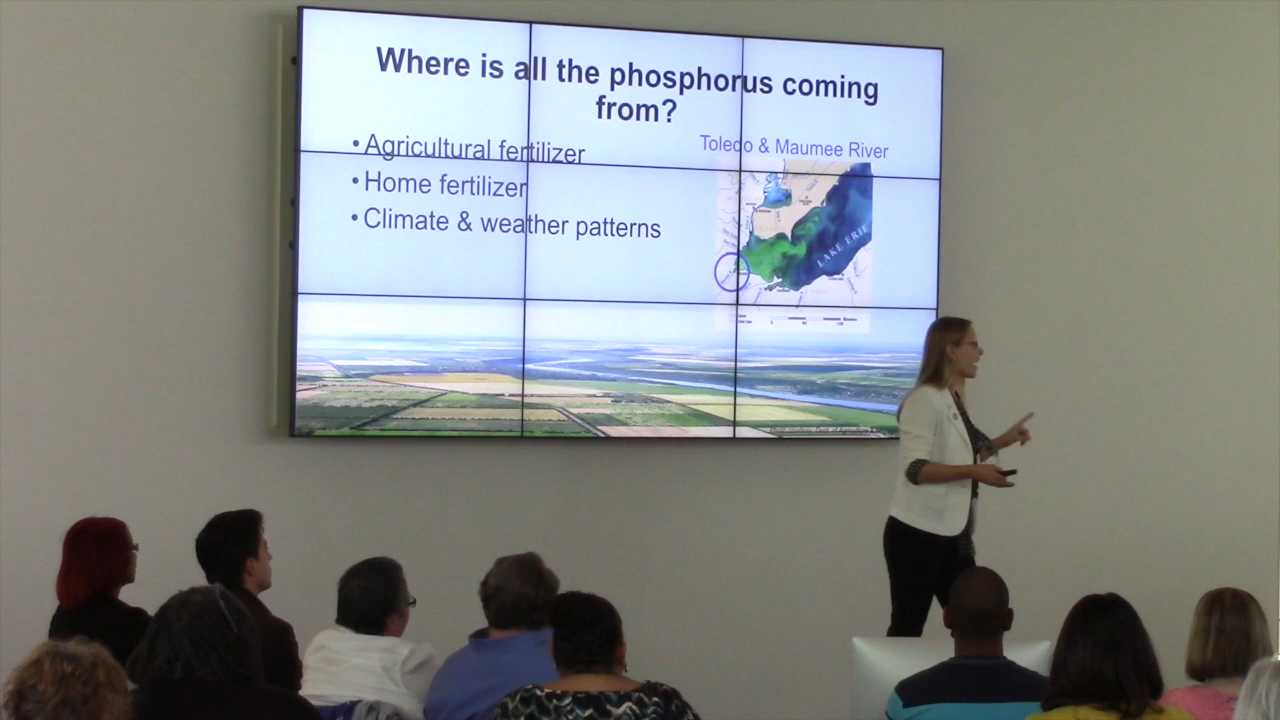 Where is all the phosphorus coming
from?
• Agricultural fertilizer
• Home fertilizer
• Climate & weather patterns
Toledo & Maumee River
LAKE ERIE